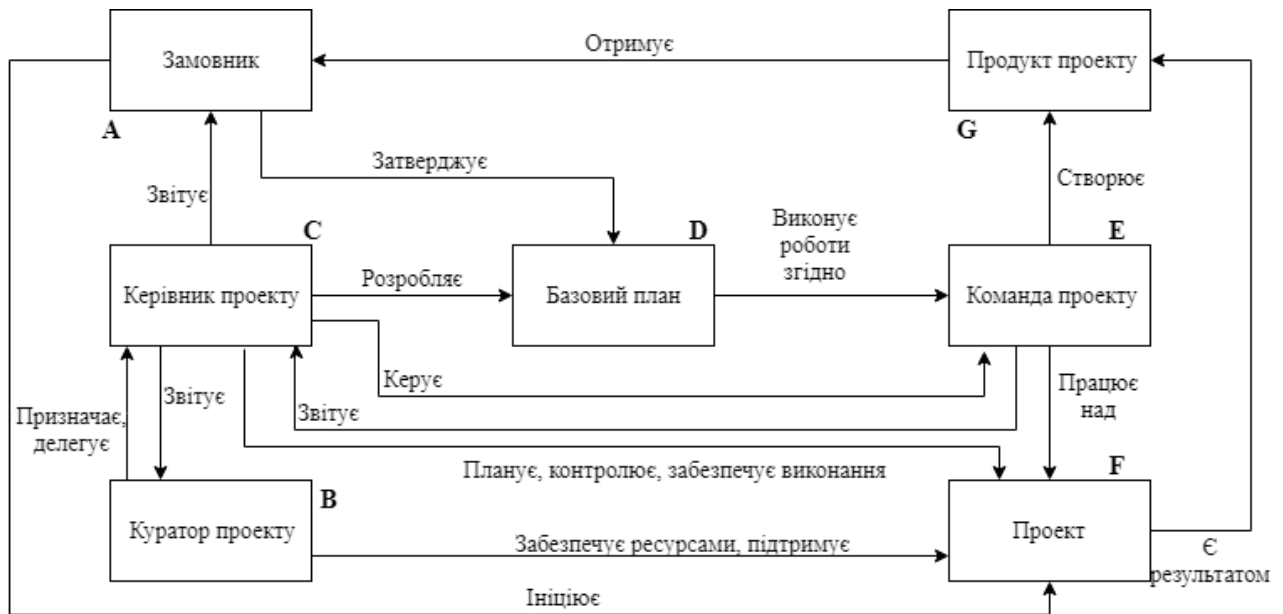 Замовник
Отримує
Продукт проекту
A
G
Затверджує
Звітує
Створює
C
D
Виконує
роботи
згідно
E
Керівник проекту
Розробляє
Базовий план
Команда проекту
Керує
Звітує
Звітує
Працює
над
Призначає,
делегує
Планує, контролює, забезпечує виконання
F
B
Куратор проекту
Забезпечує ресурсами, підтримує
Проект
Є
результатом
Ініціює